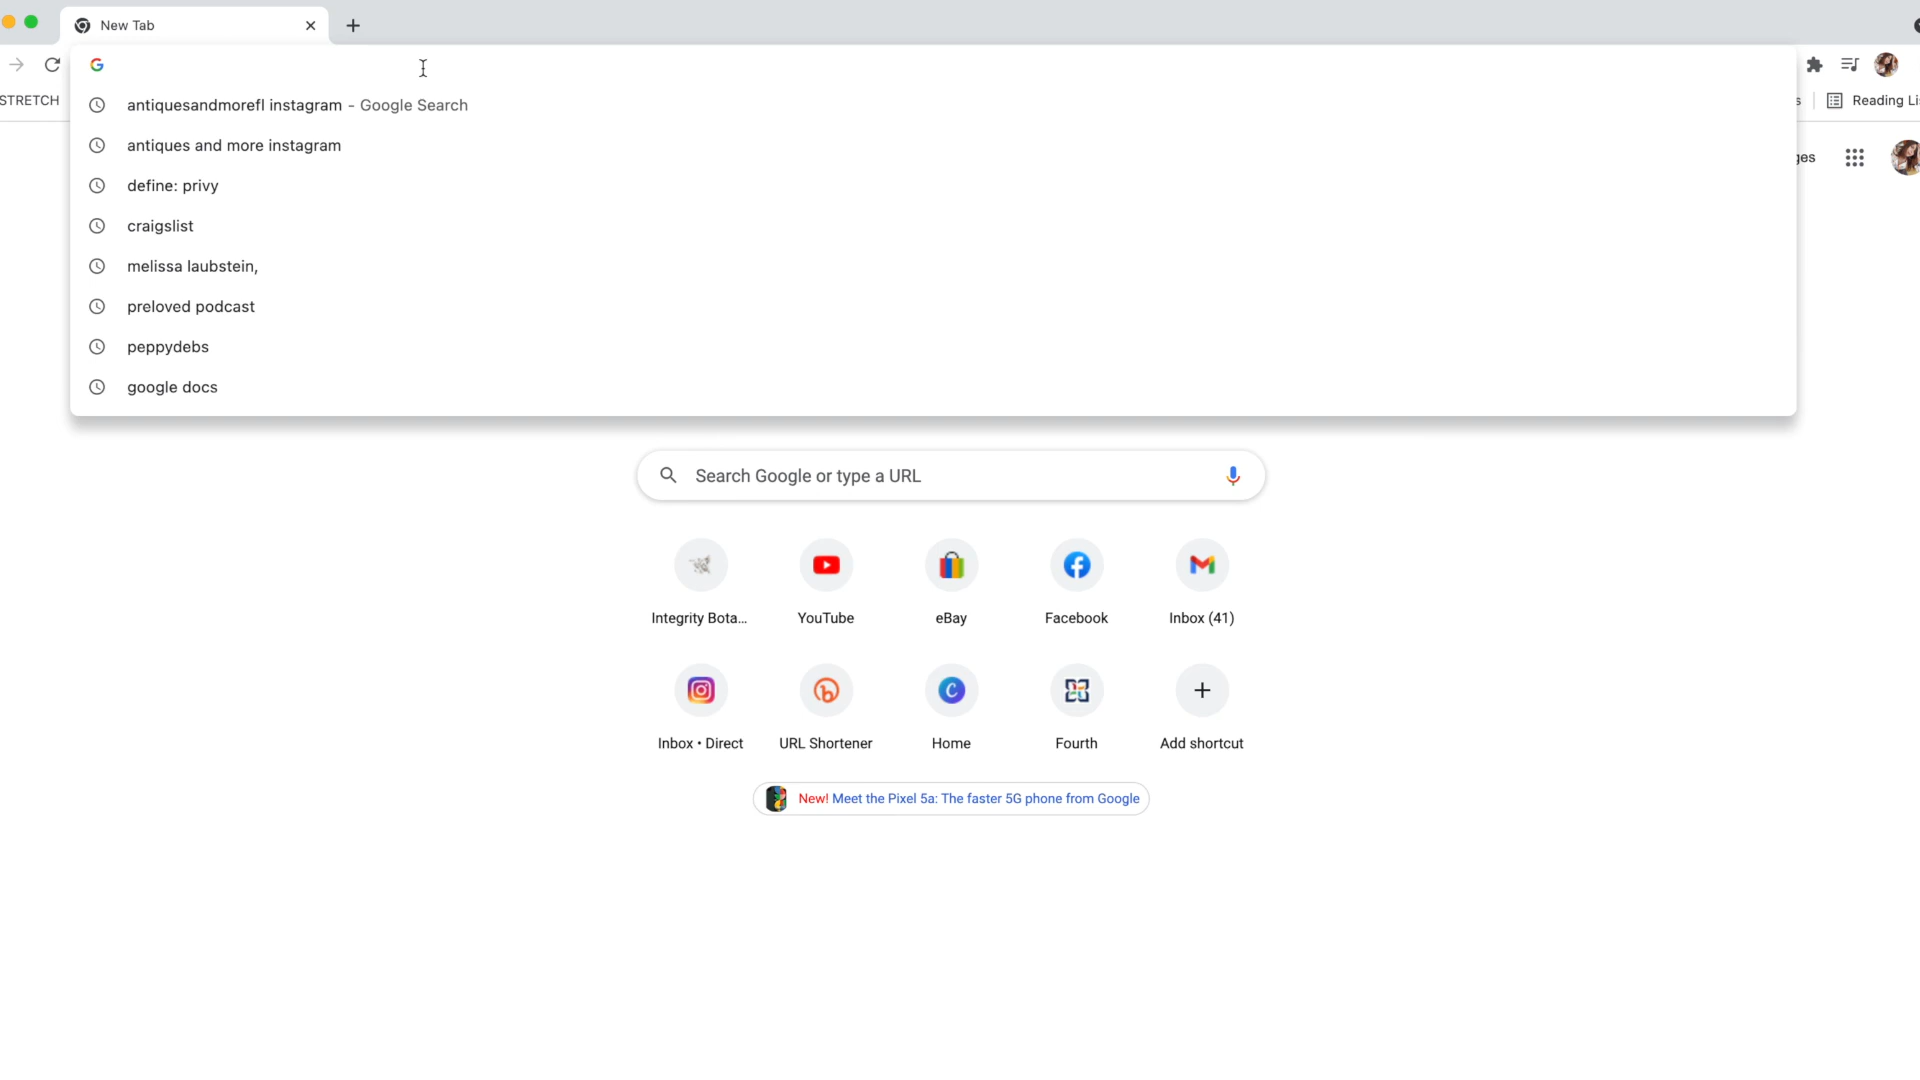 New Tab
STRETCH
antiquesandmorefl instagram - Google Search
antiques and more instagram
define: privy
craigslist
melissa laubstein,
preloved podcast
peppydebs
google docs
s
Reading Li
ges
Search Google or type a URL
Integrity Bota...
YouTube
eBay
Facebook
Inbox (41)
Inbox • Direct
URL Shortener
Home
Fourth
Add shortcut
New! Meet the Pixel 5a: The faster 5G phone from Google